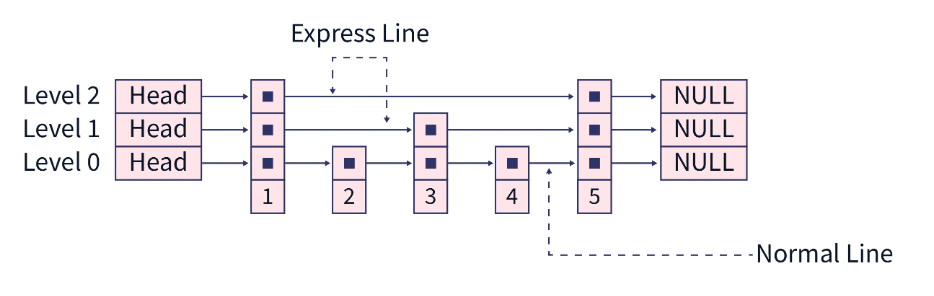 Express Line
Level 2 Head NULL
Level 1 Head NULL
Level 0 Head NULL
1 2 3 4 5
Normal Line